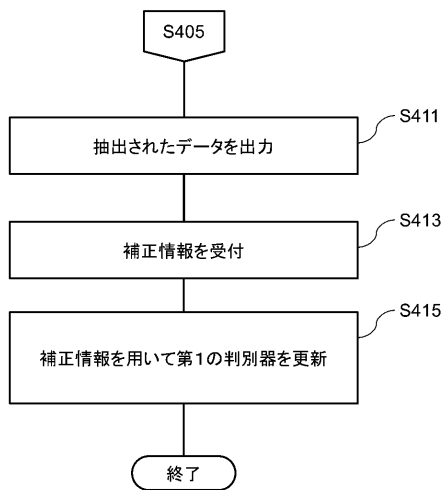 S405
抽出されたデータを出力
S411
補正情報を受付
S413
補正情報を用いて第1の判別器を更新
S415
終了